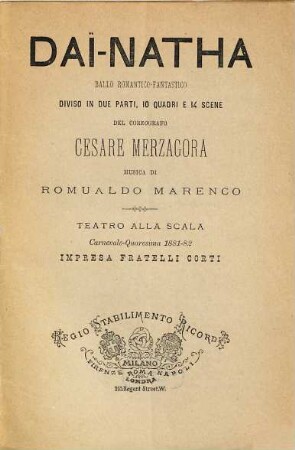 DAÏ-NATHA
BALLO ROMANTICO-FANTASTICO
DIVISO IN DUE PARTI, 10 QUADRI E 14 SCENE
DEL COREOGRAFO
CESARE MERZAGORA
MUSICA DI
ROMUALDO MARENCO
TEATRO ALLA SCALA
Carnevale-Quaresima 1881-82
IMPRESA FRATELLI CORTI
REGIO STABILIMENTO RICORDI
MILANO
FIRENZE ROMA NAPOLI
LONDRA
265 Regent Street, W.